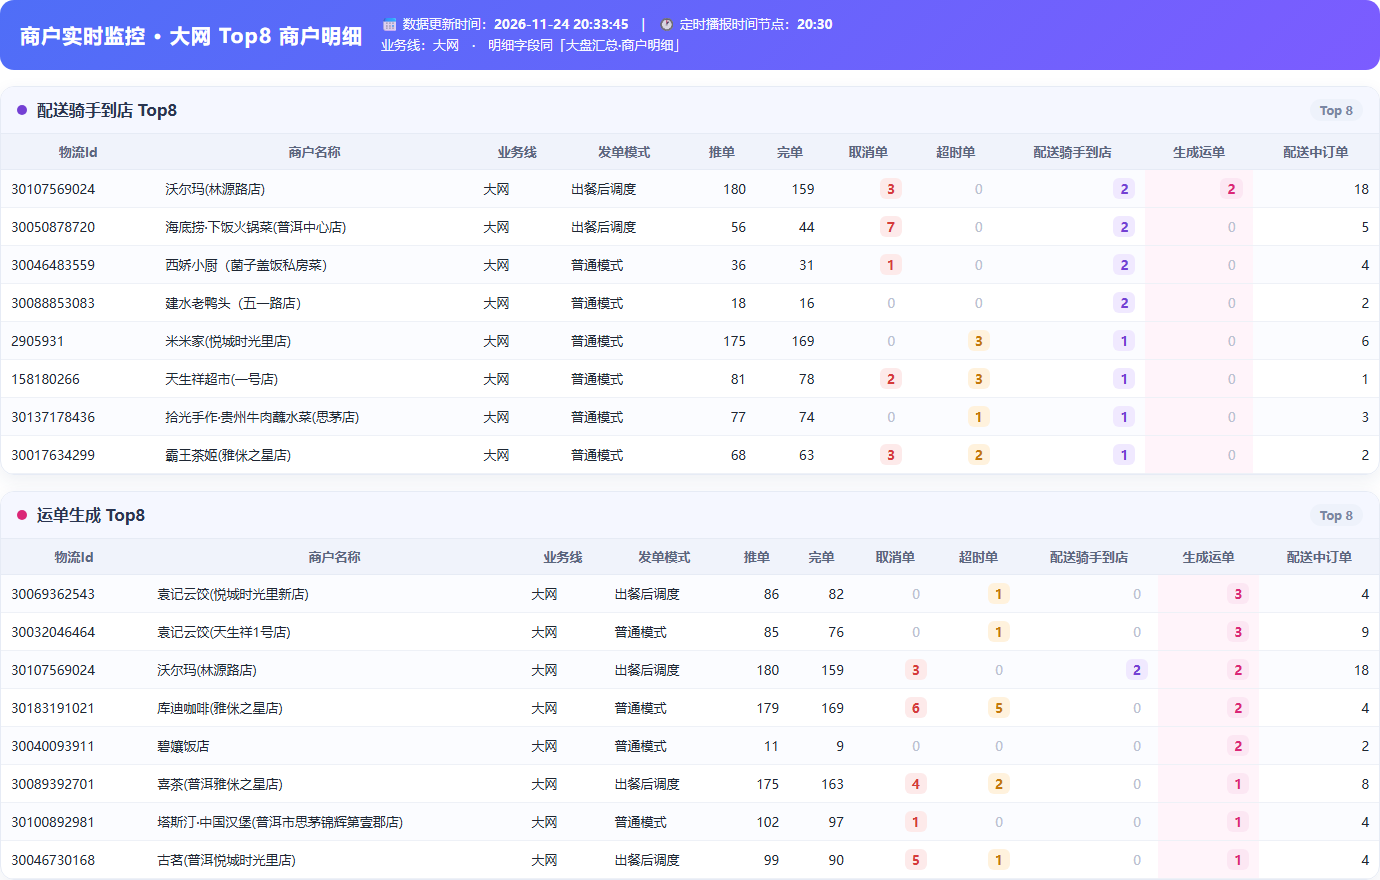 商户实时监控·大网 Top8 商户明细
数据更新时间：2026-11-24 20:33:45 | 定时播报时间节点：20:30
业务线：大网 · 明细字段同「大盘汇总·商户明细」
配送骑手到店 Top8 Top 8
物流Id 商户名称 业务线 发单模式 推单 完单 取消单 超时单 配送骑手到店 生成运单 配送中订单
30107569024 沃尔玛(林源路店) 大网 出餐后调度 180 159 3 0 2 2 18
30050878720 海底捞·下饭火锅菜(普洱中心店) 大网 出餐后调度 56 44 7 0 2 0 5
30046483559 西娇小厨（菌子盖饭私房菜） 大网 普通模式 36 31 1 0 2 0 4
30088853083 建水老鸭头（五一路店） 大网 普通模式 18 16 0 0 2 0 2
2905931 米米家(悦城时光里店) 大网 普通模式 175 169 0 3 1 0 6
158180266 天生祥超市(一号店) 大网 普通模式 81 78 2 3 1 0 1
30137178436 拾光手作·贵州牛肉蘸水菜(思茅店) 大网 普通模式 77 74 0 1 1 0 3
30017634299 霸王茶姬(雅侎之星店) 大网 普通模式 68 63 3 2 1 0 2
运单生成 Top8 Top 8
物流Id 商户名称 业务线 发单模式 推单 完单 取消单 超时单 配送骑手到店 生成运单 配送中订单
30069362543 袁记云饺(悦城时光里新店) 大网 出餐后调度 86 82 0 1 0 3 4
30032046464 袁记云饺(天生祥1号店) 大网 普通模式 85 76 0 1 0 3 9
30107569024 沃尔玛(林源路店) 大网 出餐后调度 180 159 3 0 2 2 18
30183191021 库迪咖啡(雅侎之星店) 大网 普通模式 179 169 6 5 0 2 4
30040093911 碧孃饭店 大网 普通模式 11 9 0 0 0 2 2
30089392701 喜茶(普洱雅侎之星店) 大网 出餐后调度 175 163 4 2 0 1 8
30100892981 塔斯汀·中国汉堡(普洱市思茅锦辉第壹郡店) 大网 普通模式 102 97 1 0 0 1 4
30046730168 古茗(普洱悦城时光里店) 大网 出餐后调度 99 90 5 1 0 1 4